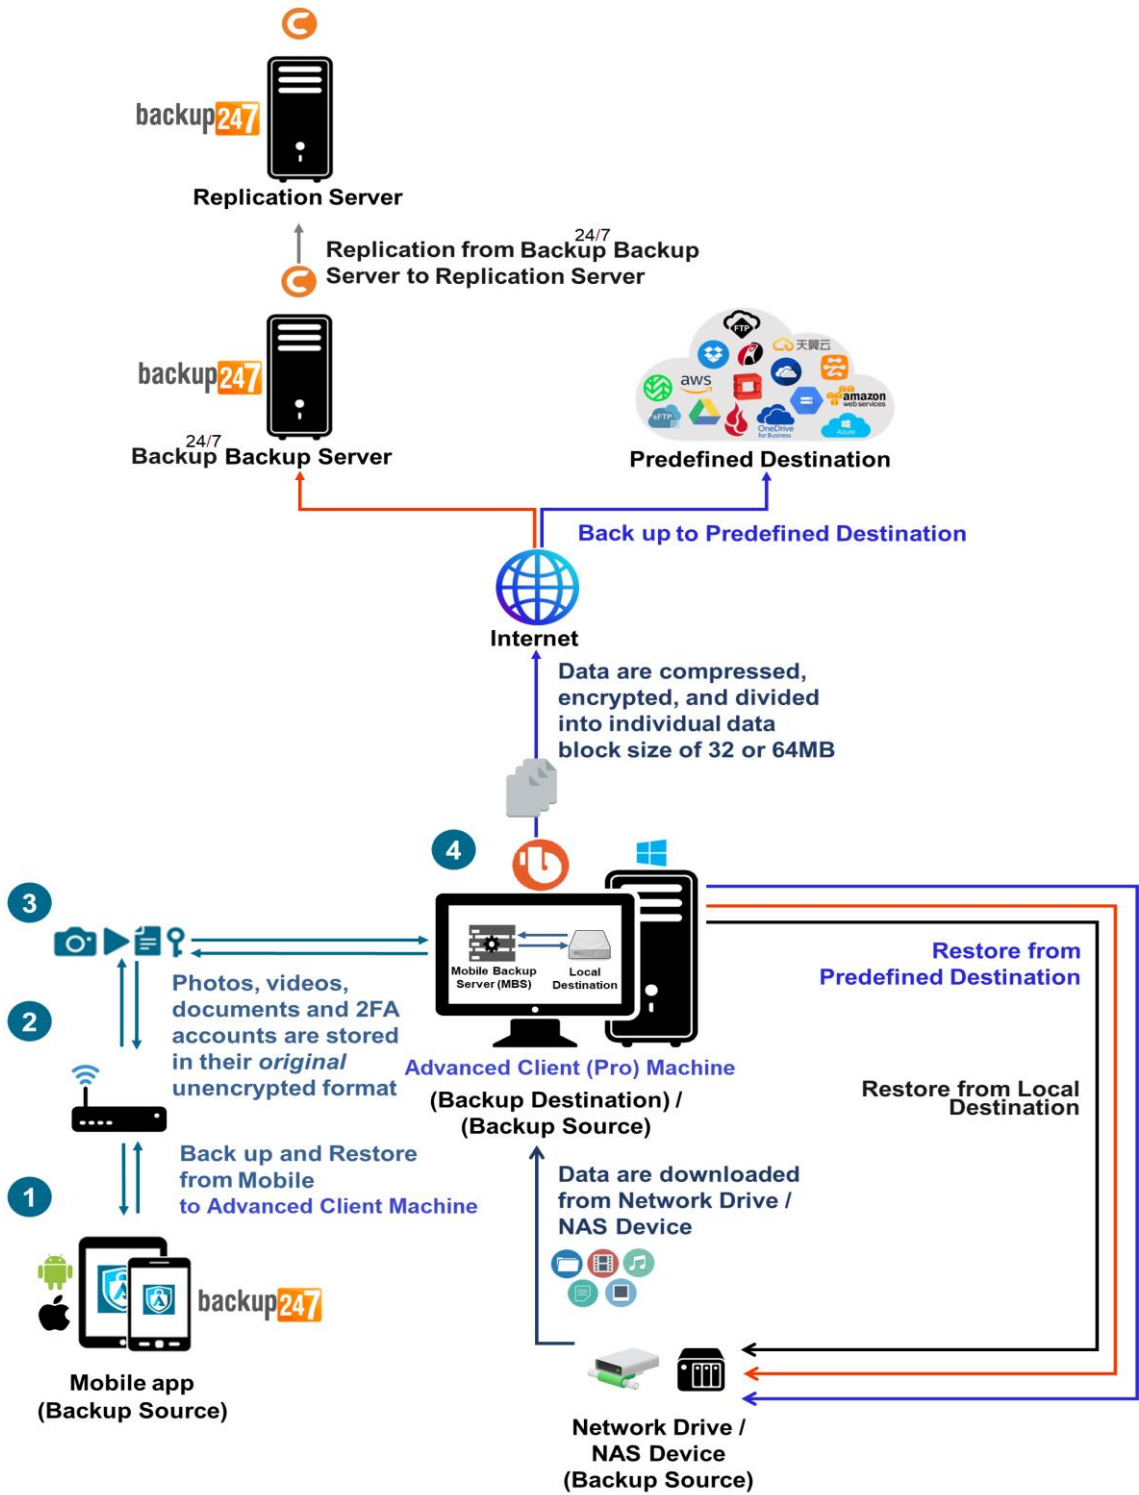 backup247
Replication Server
24/7
Replication from Backup Backup
Server to Replication Server
backup247
24/7
Backup Backup Server
FTP
天翼云
aws
amazon
web services
sFTP
OneDrive
for Business
Azure
Predefined Destination
Back up to Predefined Destination
Internet
Data are compressed,
encrypted, and divided
into individual data
block size of 32 or 64MB
4
3
Mobile Backup
Server (MBS)
Local
Destination
Restore from
Predefined Destination
Photos, videos,
documents and 2FA
accounts are stored
in their original
unencrypted format
2
Advanced Client (Pro) Machine
(Backup Destination) /
(Backup Source)
Restore from Local
Destination
Back up and Restore
from Mobile
to Advanced Client Machine
1
Data are downloaded
from Network Drive /
NAS Device
backup247
Mobile app
(Backup Source)
Network Drive /
NAS Device
(Backup Source)